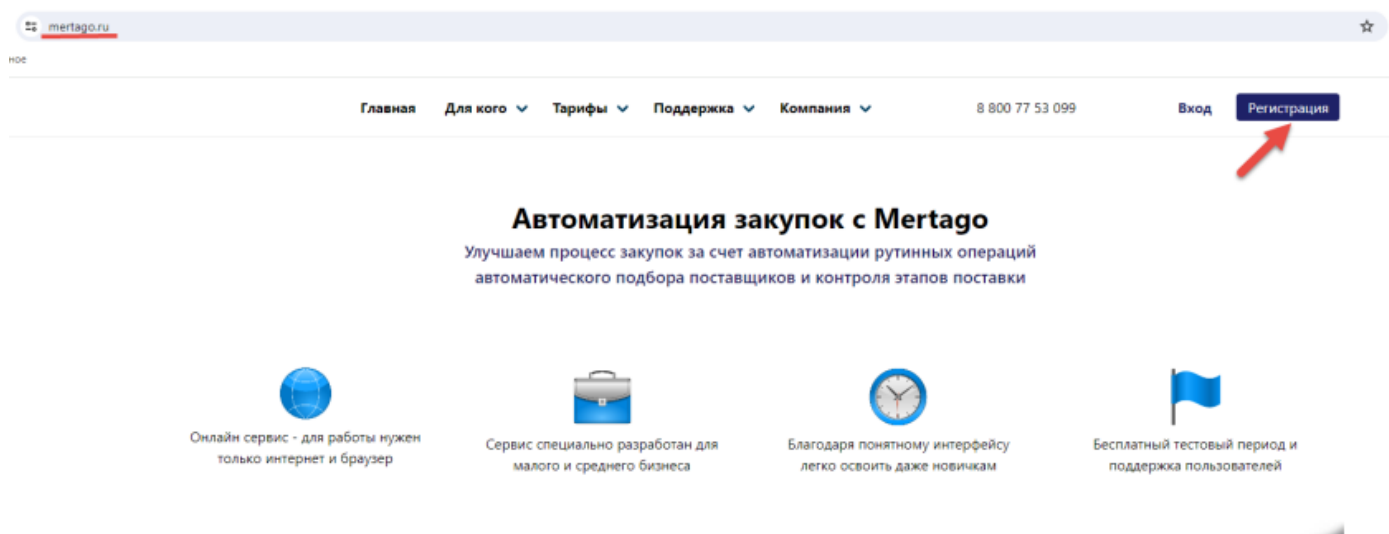 mertago.ru
ное
Главная Для кого Тарифы Поддержка Компания 8 800 77 53 099 Вход Регистрация
Автоматизация закупок с Mertago
Улучшаем процесс закупок за счет автоматизации рутинных операций
автоматического подбора поставщиков и контроля этапов поставки
Онлайн сервис - для работы нужен
только интернет и браузер
Сервис специально разработан для
малого и среднего бизнеса
Благодаря понятному интерфейсу
легко освоить даже новичкам
Бесплатный тестовый период и
поддержка пользователей